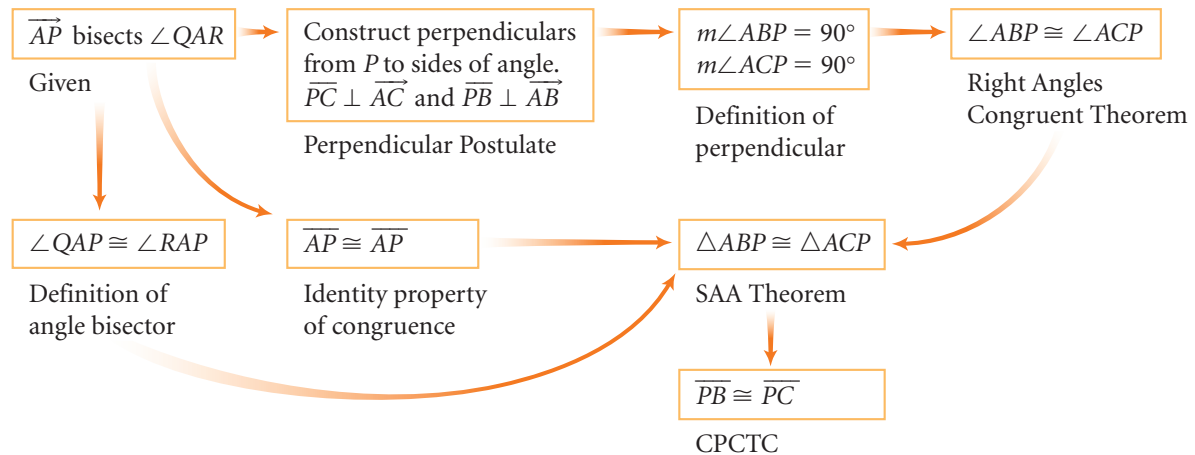 AP bisects ∠QAR
Given
Construct perpendiculars
from P to sides of angle.
PC ⊥ AC and PB ⊥ AB
Perpendicular Postulate
m∠ABP = 90°
m∠ACP = 90°
Definition of
perpendicular
∠ABP ≅ ∠ACP
Right Angles
Congruent Theorem
∠QAP ≅ ∠RAP
Definition of
angle bisector
AP ≅ AP
Identity property
of congruence
△ABP ≅ △ACP
SAA Theorem
PB ≅ PC
CPCTC